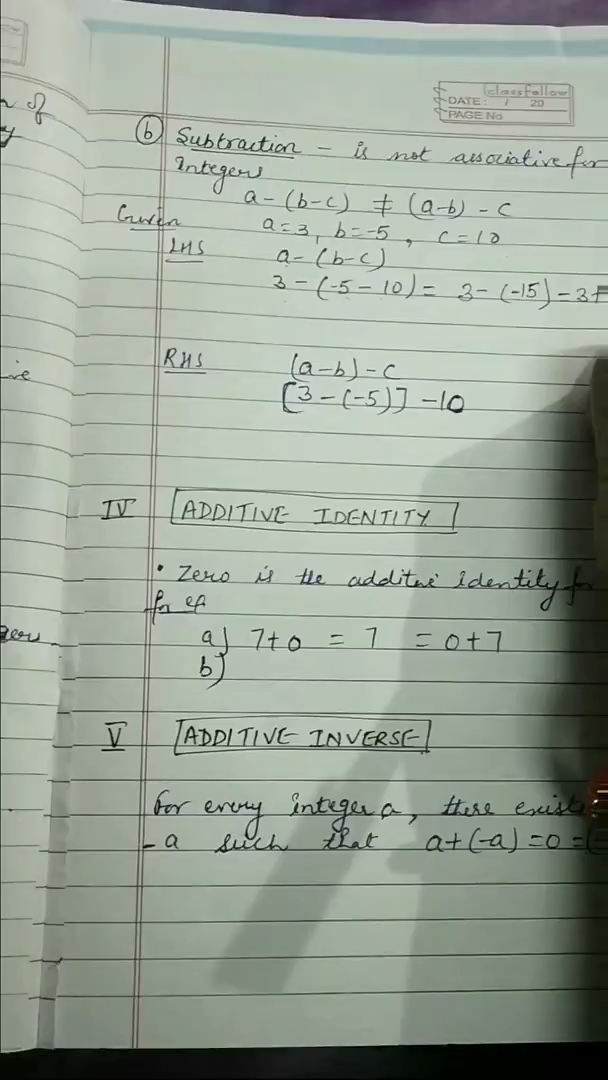 classfellow
DATE: / 20
PAGE No
n of
(b) Subtraction - is not associative for
Integers
a-(b-c) ≠ (a-b)-c
Given a=3, b=-5, c=10
LHS a-(b-c)
3-(-5-10) = 3-(-15) - 3+
RHS (a-b)-c
[3-(-5)] -10
IV ADDITIVE IDENTITY
• Zero is the additive identity for
for eg
a) 7+0 = 7 = 0+7
b)
V ADDITIVE INVERSE
For every integer a, there exists
-a such that a+(-a)=0=(